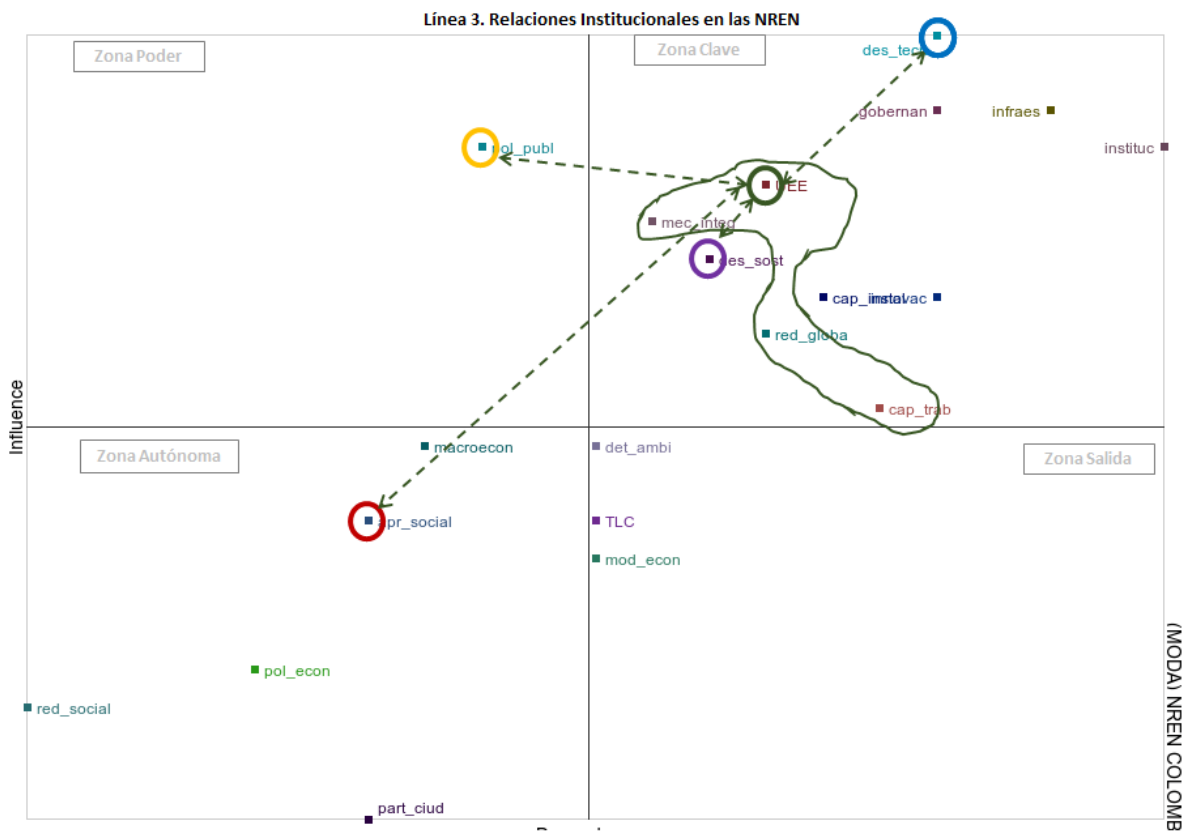 Línea 3. Relaciones Institucionales en las NREN
Zona Poder
Zona Clave
des_tec
gobernan
infraes
pol_publ
instituc
UEE
mec_integ
des_sost
cap_instal
innovac
red_globa
cap_trab
Influence
macroecon
det_ambi
Zona Autónoma
Zona Salida
apr_social
TLC
mod_econ
pol_econ
red_social
part_ciud
(MODA) NREN COLOMB